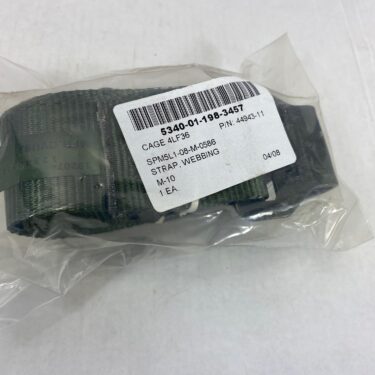 5340-01-198-3457
CAGE 4LF36 P/N: 44943-11
SPM5L1-08-M-0586
STRAP, WEBBING
M-10 04/08
1 EA.